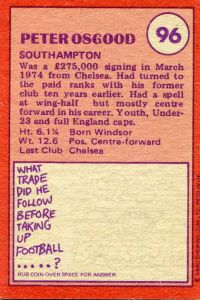 PETER OSGOOD
96
SOUTHAMPTON
Was a £275,000 signing in March
1974 from Chelsea. Had turned to
the paid ranks with his former
club ten years earlier. Had a spell
at wing-half but mostly centre
forward in his career. Youth, Under-
23 and full England caps.
Ht. 6.1¼ Born Windsor
Wt. 12.6 Pos. Centre-forward
Last Club Chelsea
WHAT
TRADE
DID HE
FOLLOW
BEFORE
TAKING
UP
FOOTBALL
.....?
RUB COIN OVER SPACE FOR ANSWER